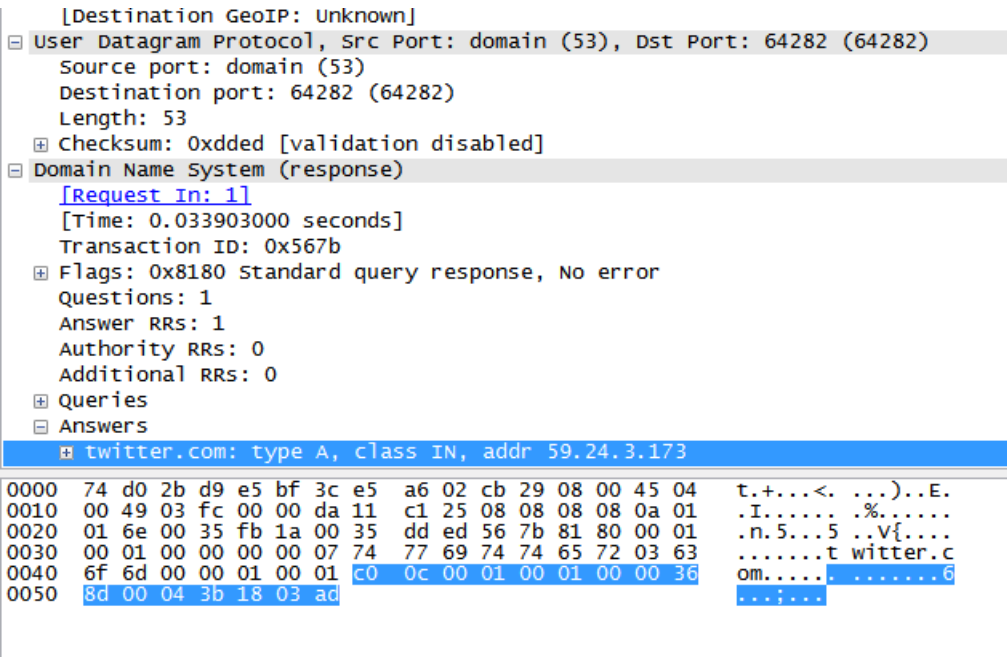 [Destination GeoIP: Unknown]
User Datagram Protocol, Src Port: domain (53), Dst Port: 64282 (64282)
Source port: domain (53)
Destination port: 64282 (64282)
Length: 53
Checksum: 0xdded [validation disabled]
Domain Name System (response)
[Request In: 1]
[Time: 0.033903000 seconds]
Transaction ID: 0x567b
Flags: 0x8180 Standard query response, No error
Questions: 1
Answer RRs: 1
Authority RRs: 0
Additional RRs: 0
Queries
Answers
twitter.com: type A, class IN, addr 59.24.3.173
0000 74 d0 2b d9 e5 bf 3c e5 a6 02 cb 29 08 00 45 04 t.+...<. ...)..E.
0010 00 49 03 fc 00 00 da 11 c1 25 08 08 08 08 0a 01 .I...... .%......
0020 01 6e 00 35 fb 1a 00 35 dd ed 56 7b 81 80 00 01 .n.5...5 ..V{....
0030 00 01 00 00 00 00 07 74 77 69 74 74 65 72 03 63 .......t witter.c
0040 6f 6d 00 00 01 00 01 c0 0c 00 01 00 01 00 00 36 om...... .......6
0050 8d 00 04 3b 18 03 ad ...;...